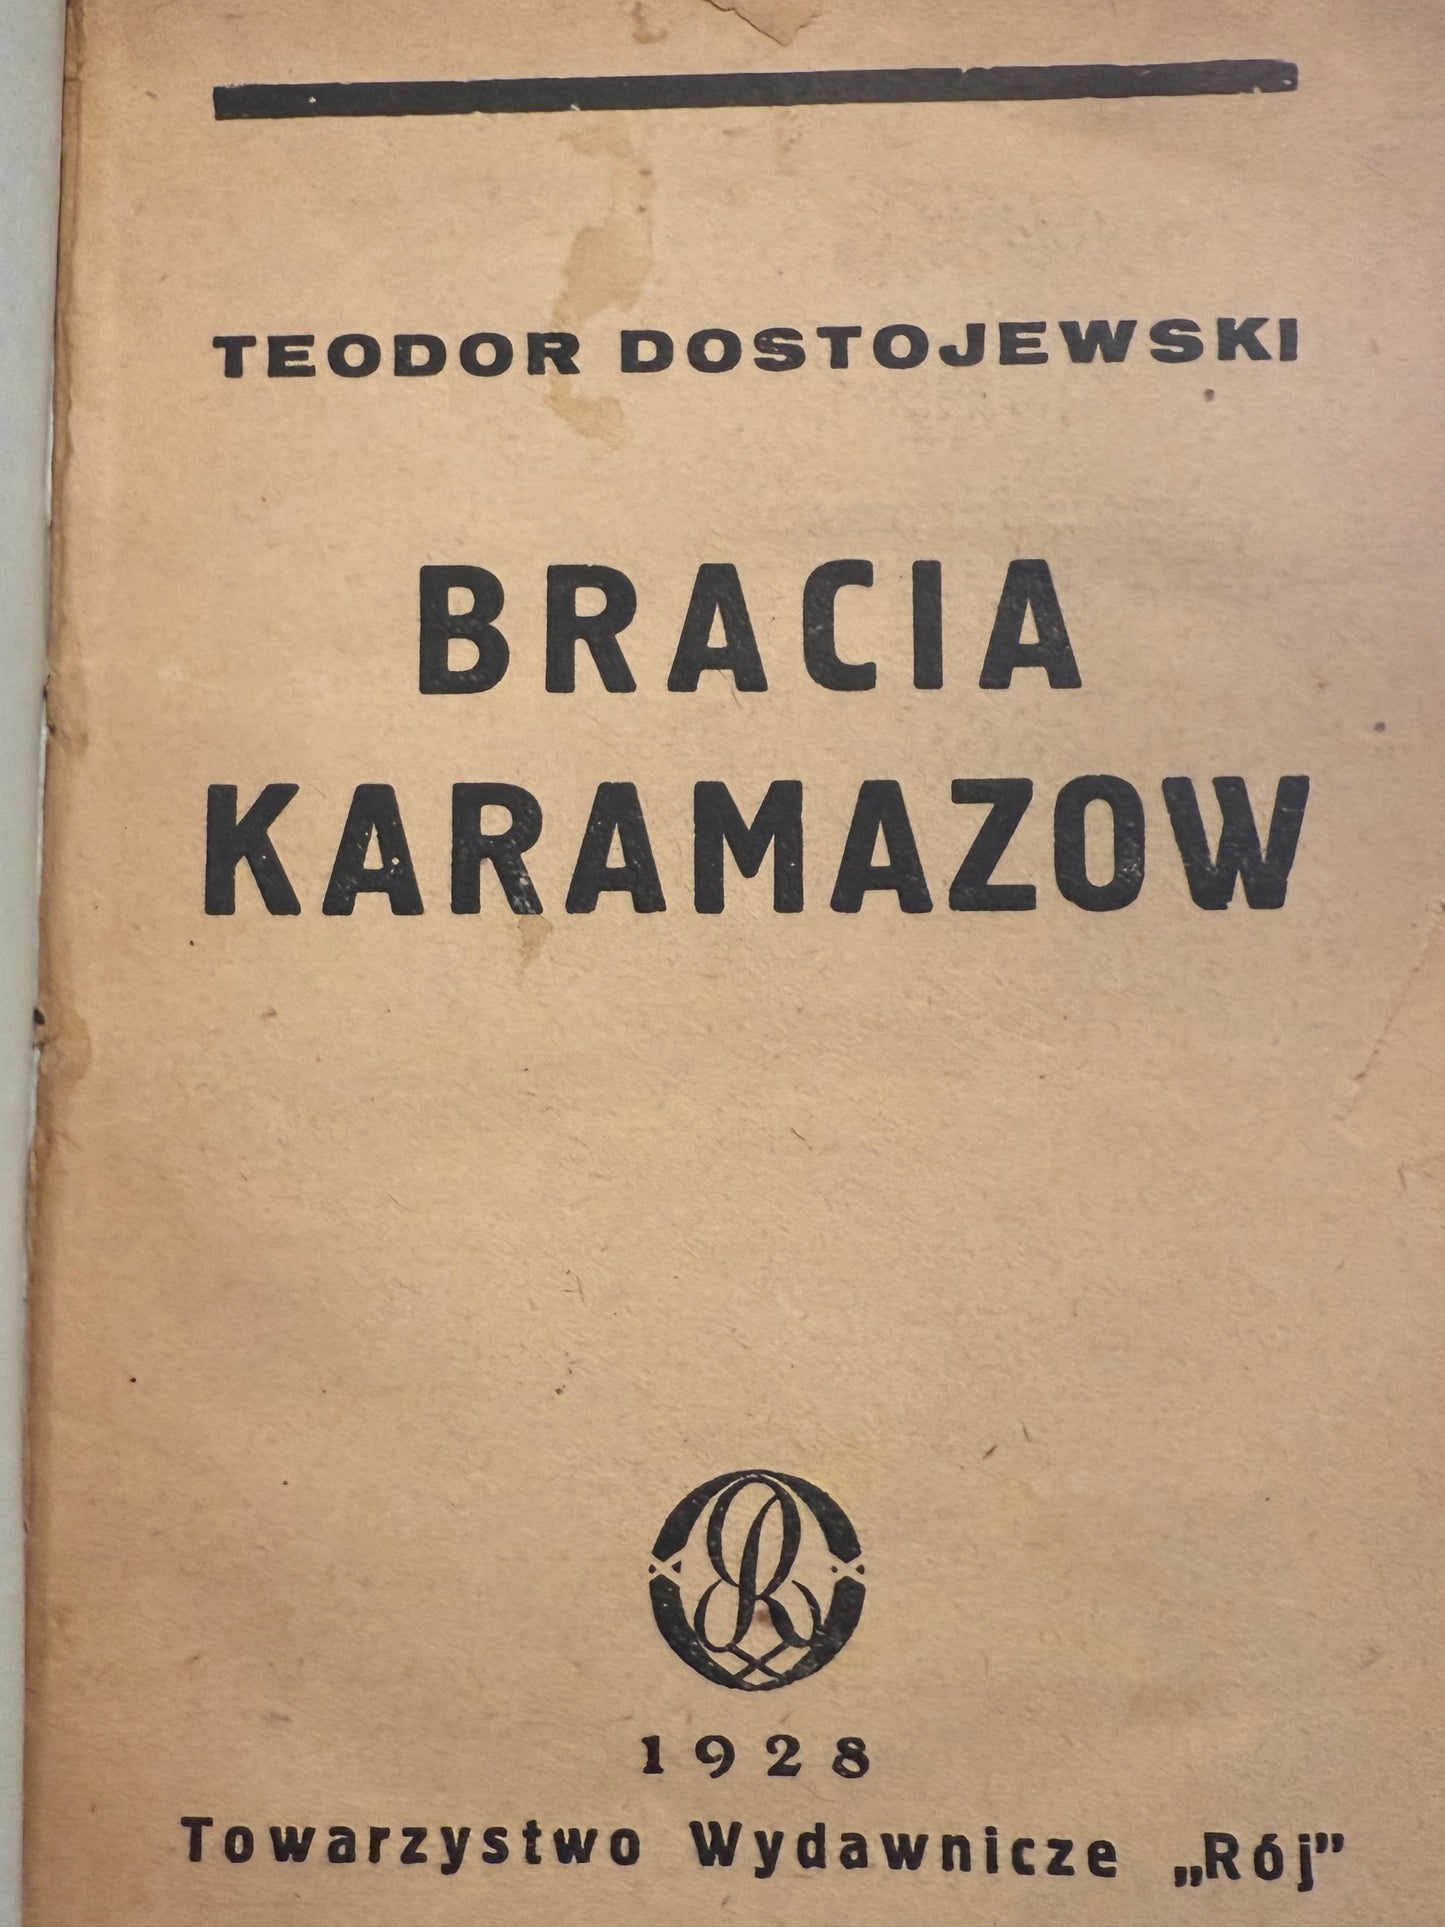 TEODOR DOSTOJEWSKI
BRACIA
KARAMAZOW
R
1928
Towarzystwo Wydawnicze „Rój”